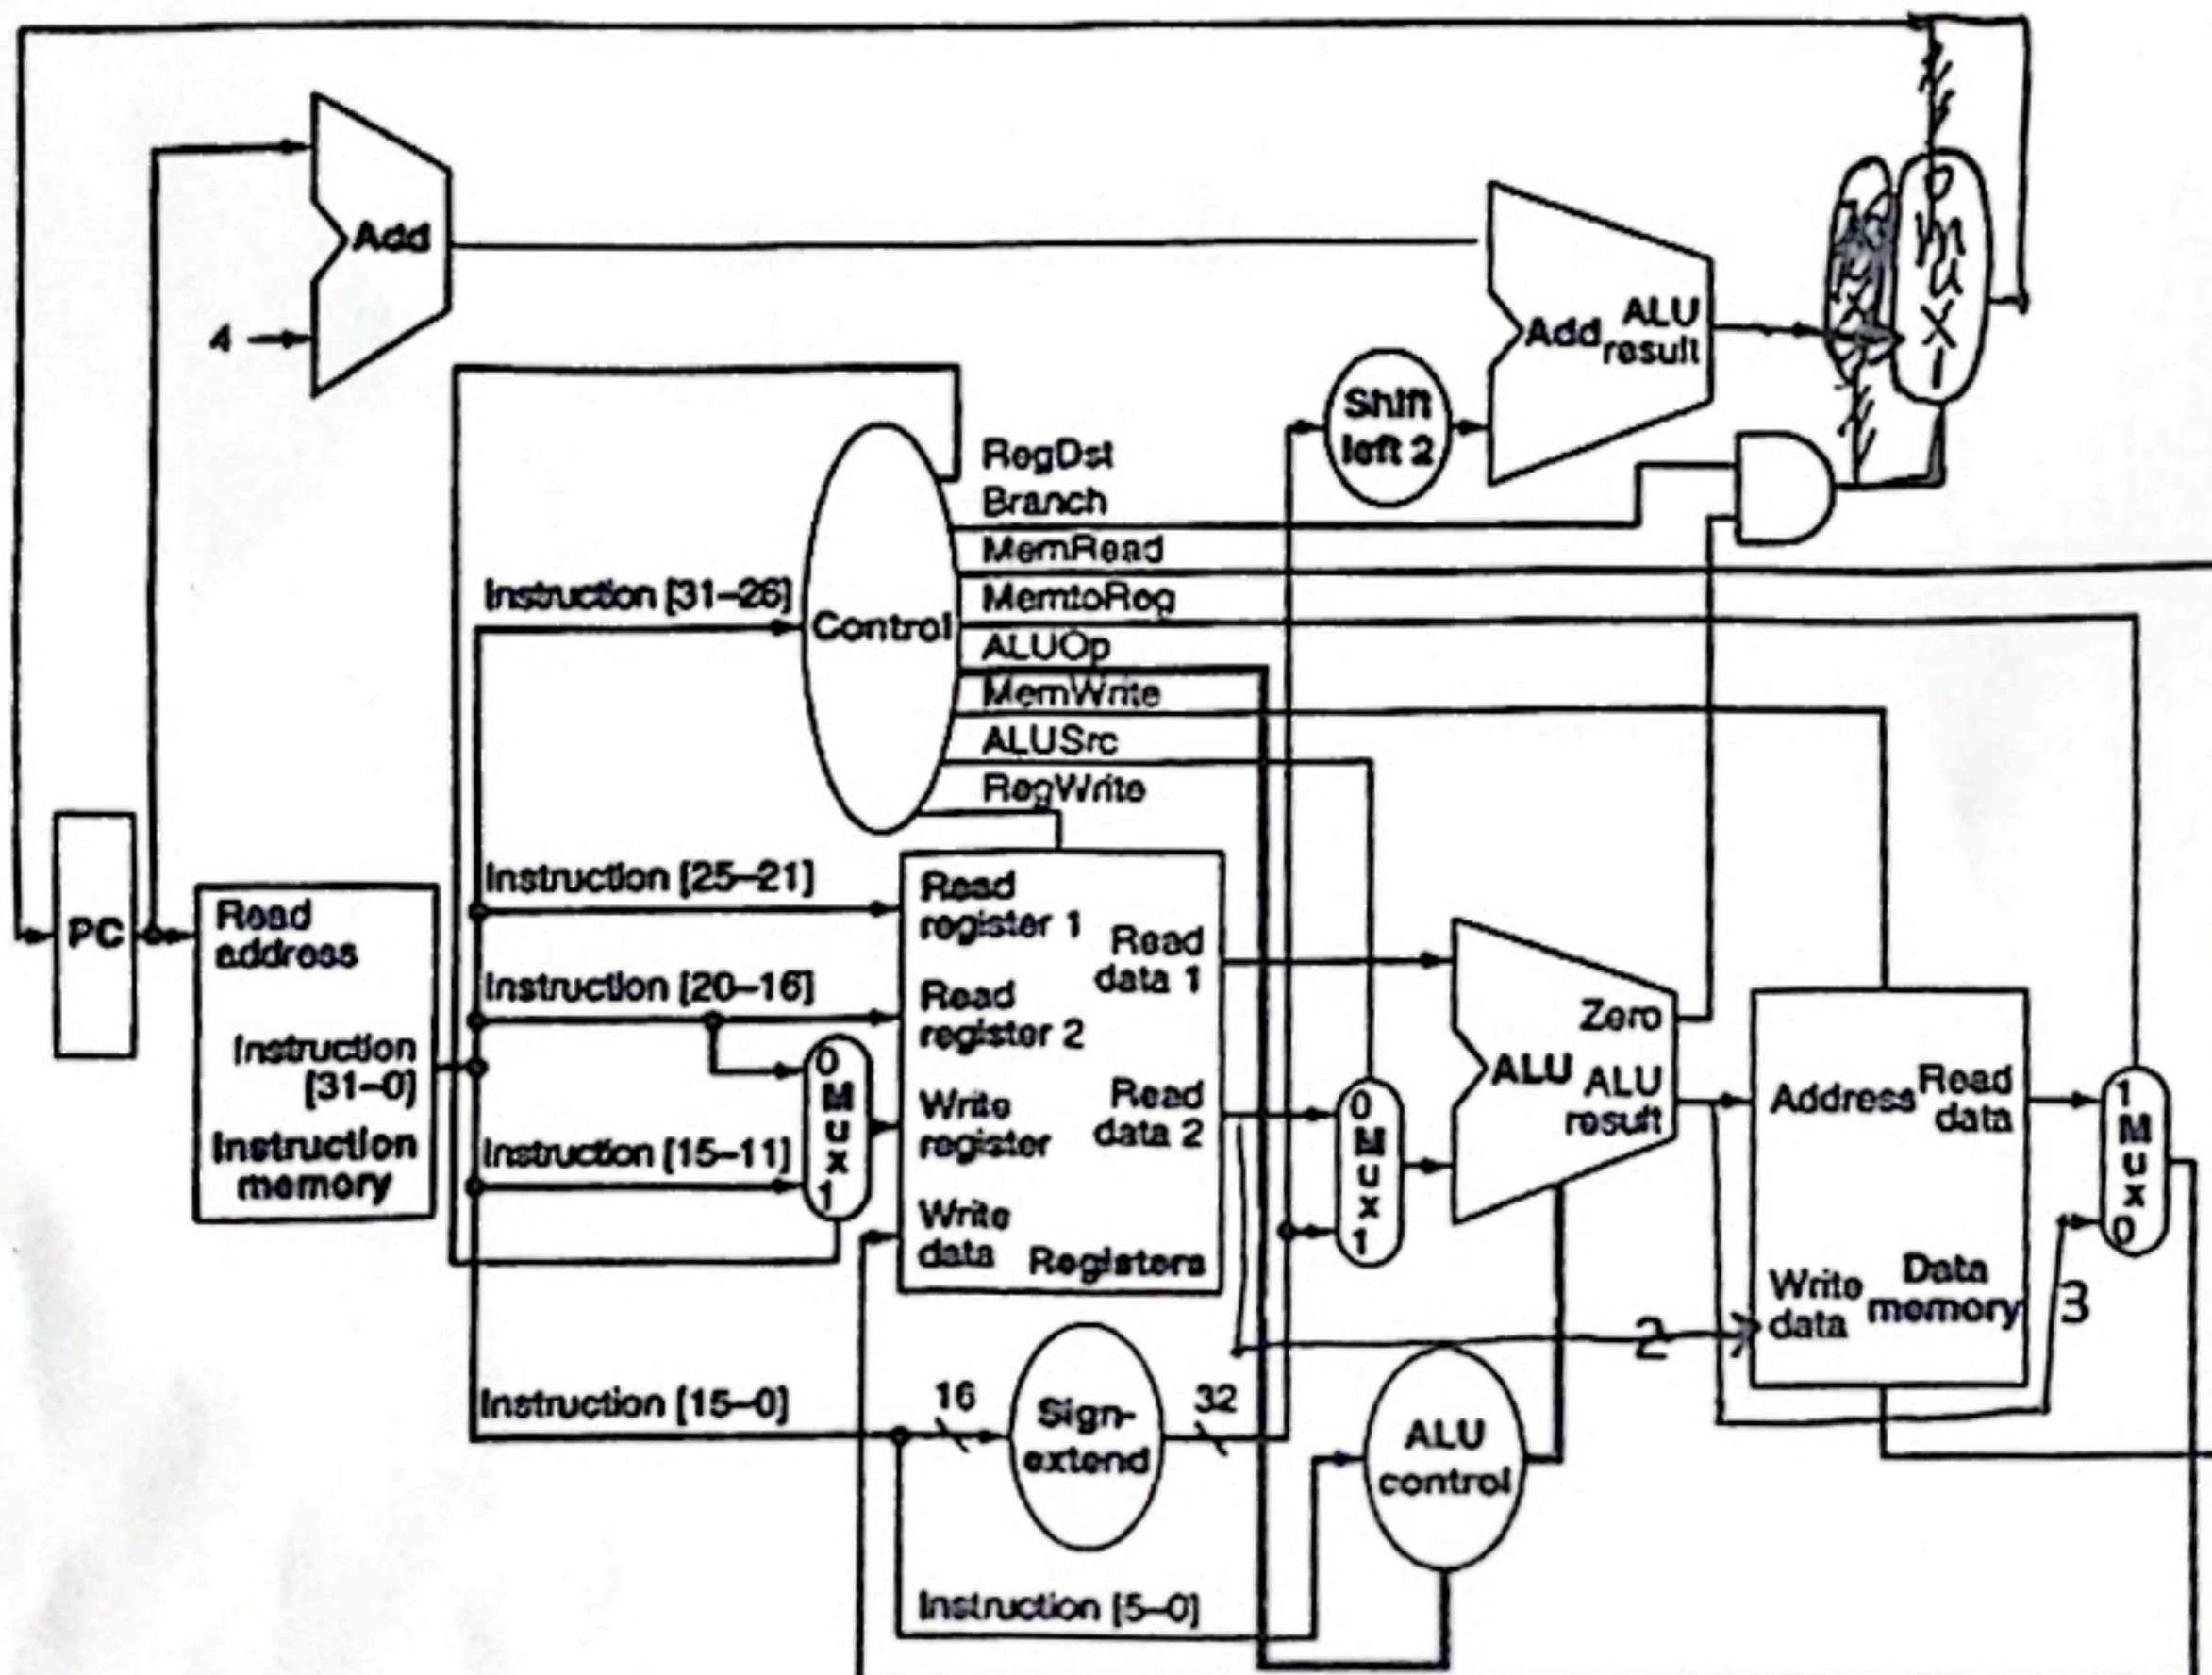 Add
4
Add ALU
result
Shift
left 2
0
M
u
X
1
RegDst
Branch
MemRead
MemtoReg
ALUOp
MemWrite
ALUSrc
RegWrite
Instruction [31–26]
Control
PC
Read
address
Instruction
[31–0]
Instruction
memory
Instruction [25–21]
Instruction [20–16]
Instruction [15–11]
0
M
u
x
1
Read
register 1
Read
register 2
Write
register
Write
data
Read
data 1
Read
data 2
Registers
0
M
u
x
1
Zero
ALU ALU
result
Address
Read
data
Write
data
Data
memory
1
M
u
x
0
2
3
Instruction [15–0]
16
Sign-
extend
32
ALU
control
Instruction [5–0]